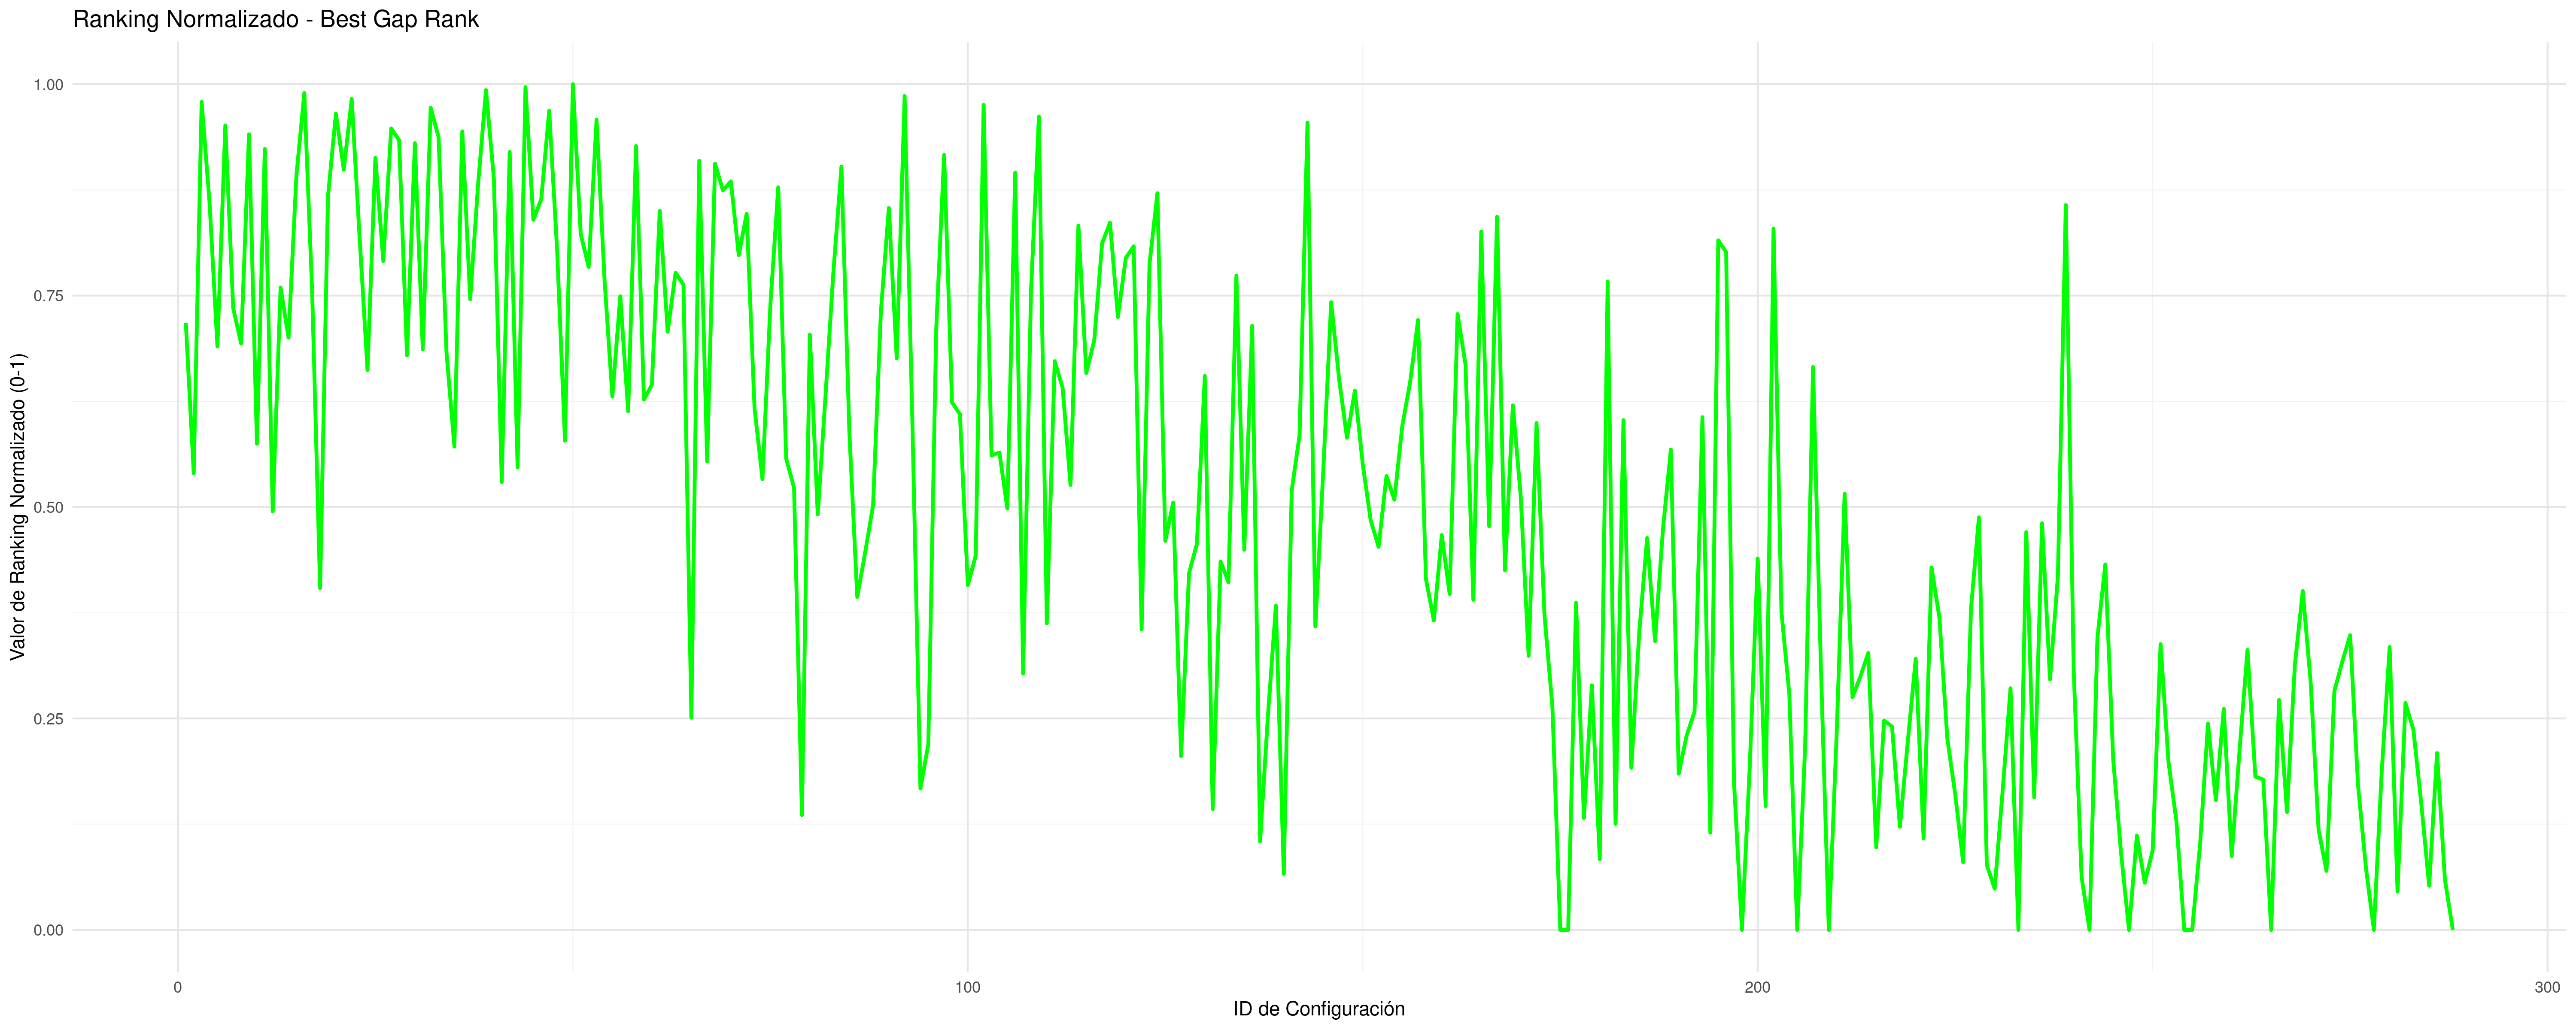 Ranking Normalizado - Best Gap Rank
Valor de Ranking Normalizado (0-1)
1.00
0.75
0.50
0.25
0.00
0 100 200 300
ID de Configuración